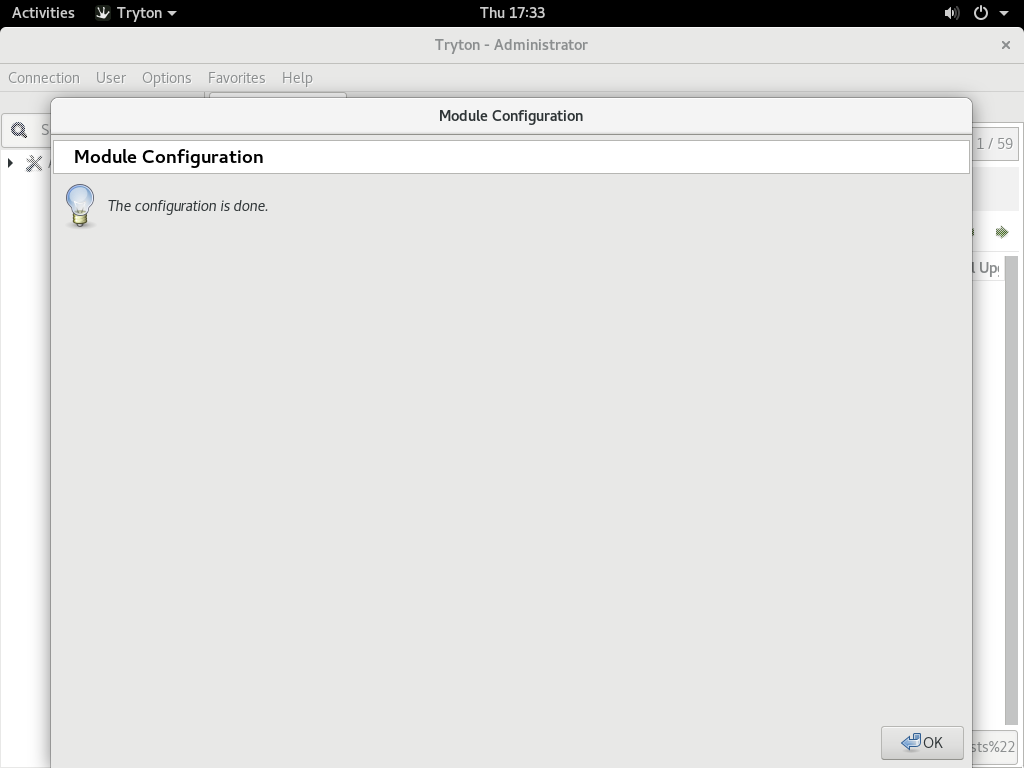 Activities Tryton Thu 17:33
Tryton - Administrator
Connection User Options Favorites Help
Module Configuration
Module Configuration
1 / 59
The configuration is done.
OK
sts%22